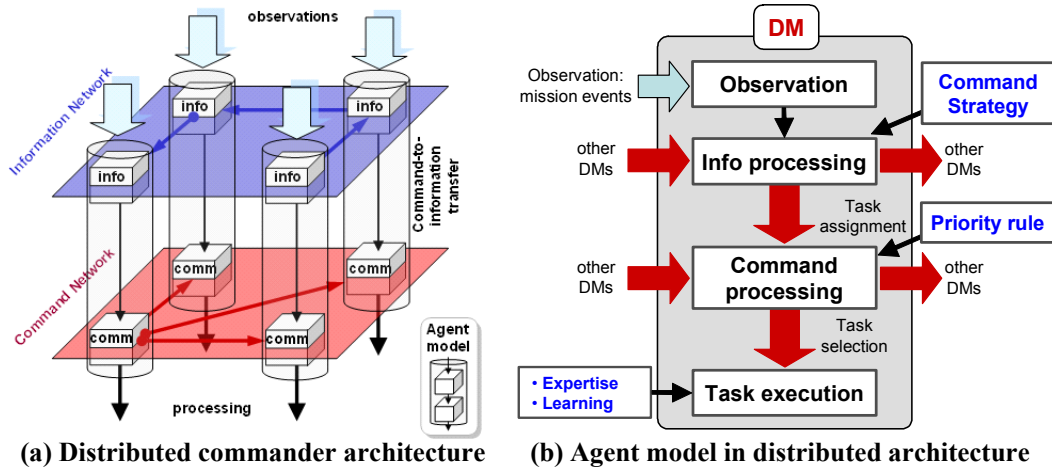 observations
Information Network
info
info
info
info
Command-to-
information
transfer
Command Network
comm
comm
comm
comm
Agent
model
processing
(a) Distributed commander architecture
DM
Observation:
mission events
Observation
Command
Strategy
other
DMs
Info processing
other
DMs
Task
assignment
Priority rule
other
DMs
Command
processing
other
DMs
Task
selection
• Expertise
• Learning
Task execution
(b) Agent model in distributed architecture